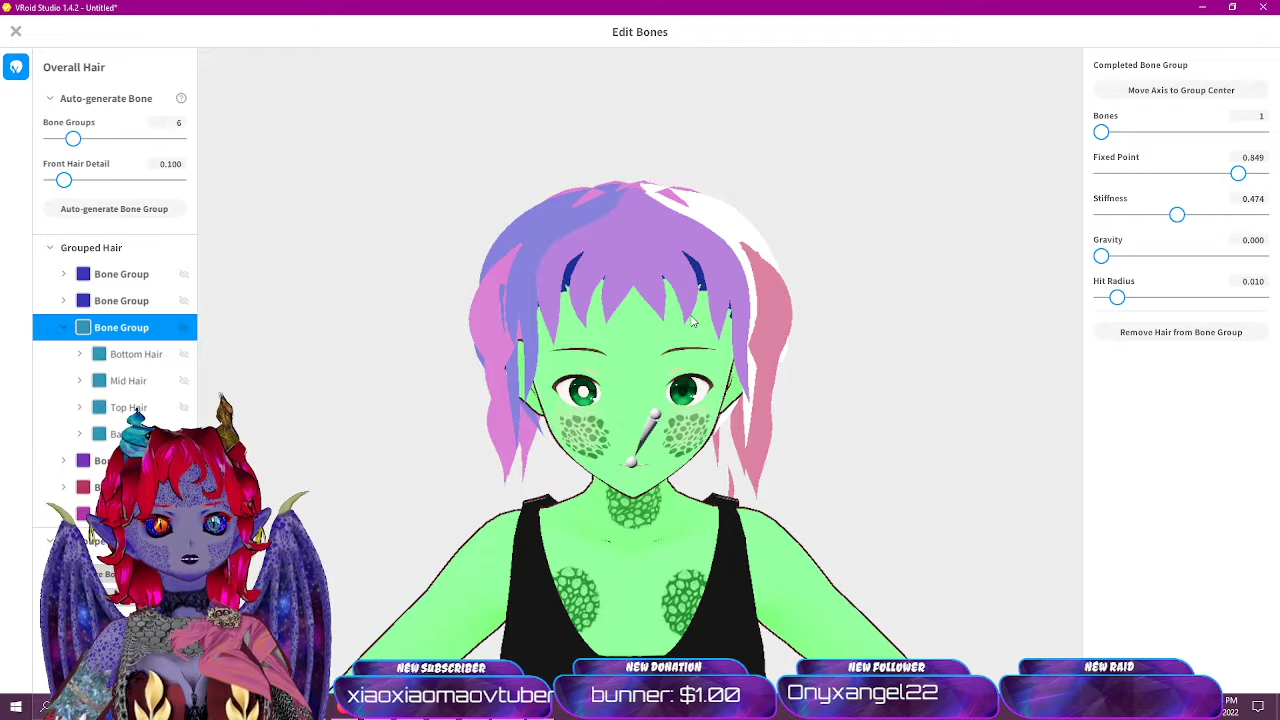 VRoid Studio 1.4.2 - Untitled*
Edit Bones
Overall Hair
Auto-generate Bone
Bone Groups 6
Front Hair Detail 0.100
Auto-generate Bone Group
Grouped Hair
Bone Group
Bone Group
Bone Group
Bottom Hair
Mid Hair
Top Hair
Completed Bone Group
Move Axis to Group Center
Bones 1
Fixed Point 0.849
Stiffness 0.474
Gravity 0.000
Hit Radius 0.010
Remove Hair from Bone Group
NEW SUBSCRIBER
xiaoxiaomaovtuber
NEW DONATION
bunner: $1.00
NEW FOLLOWER
Onyxangel22
NEW RAID
PM
2022